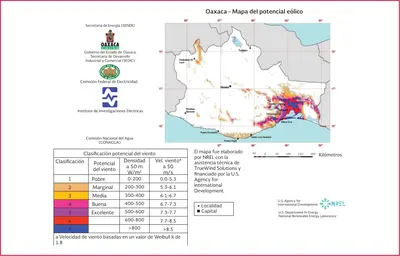 Oaxaca – Mapa del potencial eólico
Secretaría de Energía (SENER)
OAXACA
Gobierno del Estado de Oaxaca,
Secretaría de Desarrollo
Industrial y Comercial (SEDIC)
Comisión Federal de Electricidad
Instituto de Investigaciones Eléctricas
Comisión Nacional del Agua
(CONAGUA)
Clasificación potencial del viento
Clasificación
Potencial del viento
Densidad a 50 m W/m²
Vel. vientoª a 50 m/s
1 Pobre 0-200 0.0-5.3
2 Marginal 200-300 5.3-6.1
3 Media 300-400 6.1-6.7
4 Buena 400-500 6.7-7.3
5 Excelente 500-600 7.3-7.7
6 600-800 7.7-8.5
7 >800 >8.5
a Velocidad de viento basadas en un valor de Weibull k de
1.8
El mapa fue elaborado
por NREL con la
asistencia técnica de
TrueWind Solutions y
financiado por la U.S.
Agency for
International
Development.
Localidad
Capital
Kilómetros
U.S. Agency for
International Development
NREL
U.S. Department of Energy
National Renewable Energy Laboratory